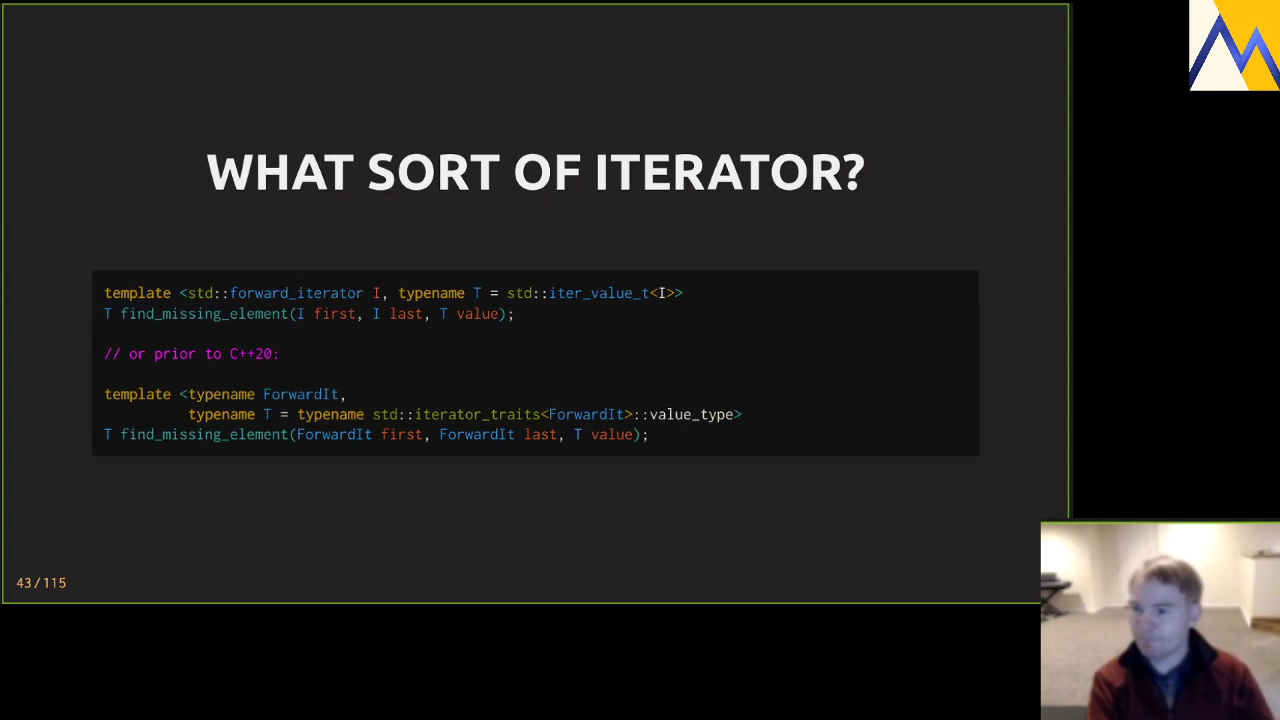 WHAT SORT OF ITERATOR?
template <std::forward_iterator I, typename T = std::iter_value_t<I>>
T find_missing_element(I first, I last, T value);
// or prior to C++20:
template <typename ForwardIt,
typename T = typename std::iterator_traits<ForwardIt>::value_type>
T find_missing_element(ForwardIt first, ForwardIt last, T value);
43/115